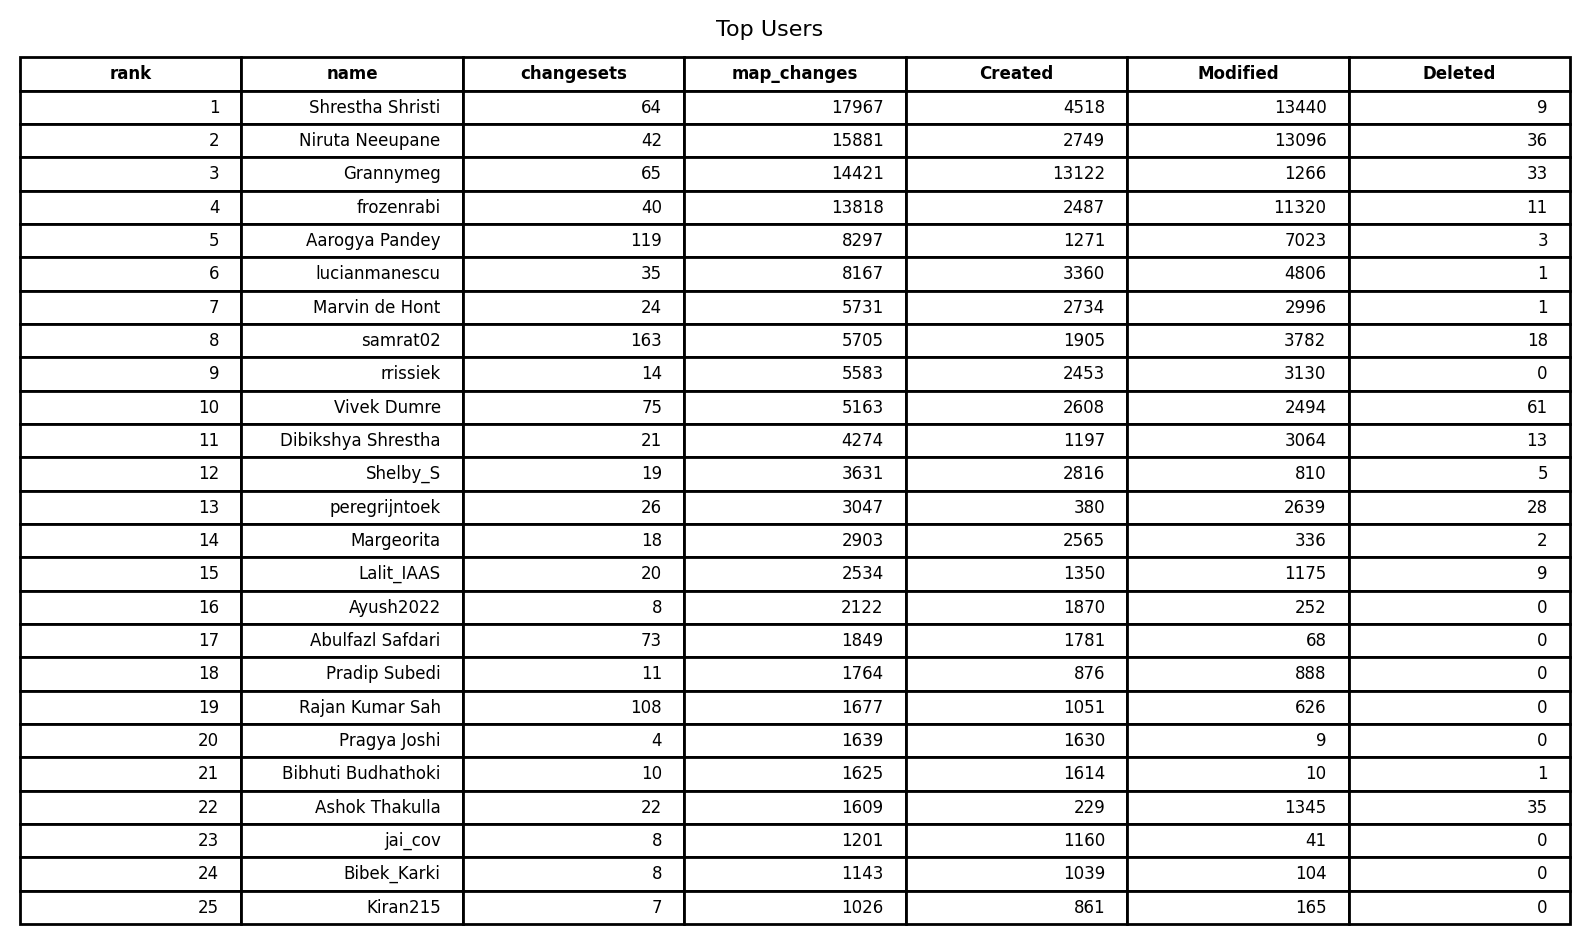 Top Users
rank name changesets map_changes Created Modified Deleted
1 Shrestha Shristi 64 17967 4518 13440 9
2 Niruta Neeupane 42 15881 2749 13096 36
3 Grannymeg 65 14421 13122 1266 33
4 frozenrabi 40 13818 2487 11320 11
5 Aarogya Pandey 119 8297 1271 7023 3
6 lucianmanescu 35 8167 3360 4806 1
7 Marvin de Hont 24 5731 2734 2996 1
8 samrat02 163 5705 1905 3782 18
9 rrissiek 14 5583 2453 3130 0
10 Vivek Dumre 75 5163 2608 2494 61
11 Dibikshya Shrestha 21 4274 1197 3064 13
12 Shelby_S 19 3631 2816 810 5
13 peregrijntoek 26 3047 380 2639 28
14 Margeorita 18 2903 2565 336 2
15 Lalit_IAAS 20 2534 1350 1175 9
16 Ayush2022 8 2122 1870 252 0
17 Abulfazl Safdari 73 1849 1781 68 0
18 Pradip Subedi 11 1764 876 888 0
19 Rajan Kumar Sah 108 1677 1051 626 0
20 Pragya Joshi 4 1639 1630 9 0
21 Bibhuti Budhathoki 10 1625 1614 10 1
22 Ashok Thakulla 22 1609 229 1345 35
23 jai_cov 8 1201 1160 41 0
24 Bibek_Karki 8 1143 1039 104 0
25 Kiran215 7 1026 861 165 0